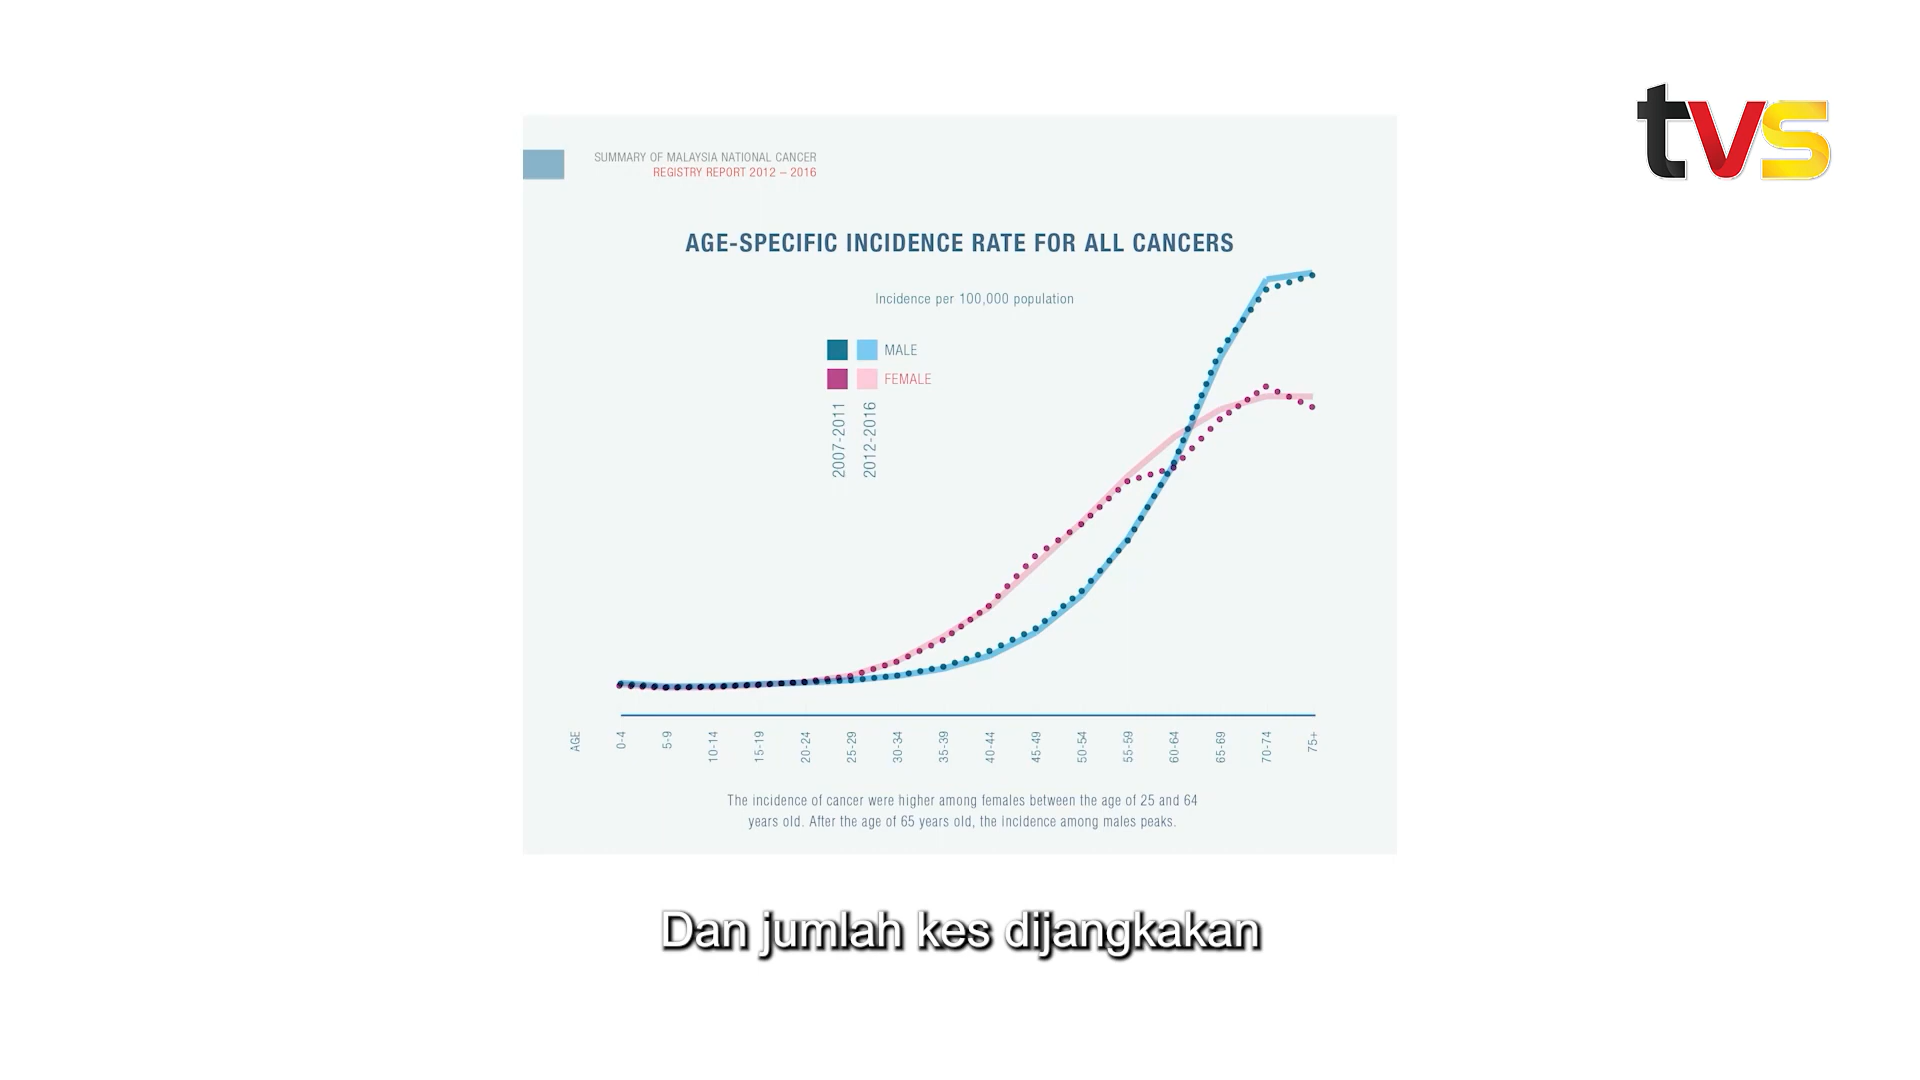 tvs
SUMMARY OF MALAYSIA NATIONAL CANCER
REGISTRY REPORT 2012 – 2016
AGE-SPECIFIC INCIDENCE RATE FOR ALL CANCERS
Incidence per 100,000 population
MALE
FEMALE
2007-2011
2012-2016
AGE
0-4
5-9
10-14
15-19
20-24
25-29
30-34
35-39
40-44
45-49
50-54
55-59
60-64
65-69
70-74
75+
The incidence of cancer were higher among females between the age of 25 and 64
years old. After the age of 65 years old, the incidence among males peaks.
Dan jumlah kes dijangkakan